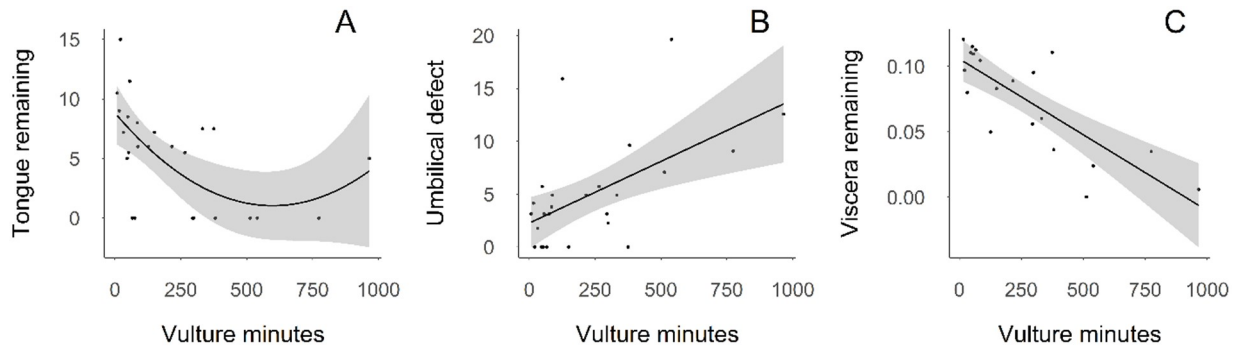 A
Tongue remaining
15
10
5
0
0 250 500 750 1000
Vulture minutes
B
Umbilical defect
20
15
10
5
0
0 250 500 750 1000
Vulture minutes
C
Viscera remaining
0.10
0.05
0.00
0 250 500 750 1000
Vulture minutes